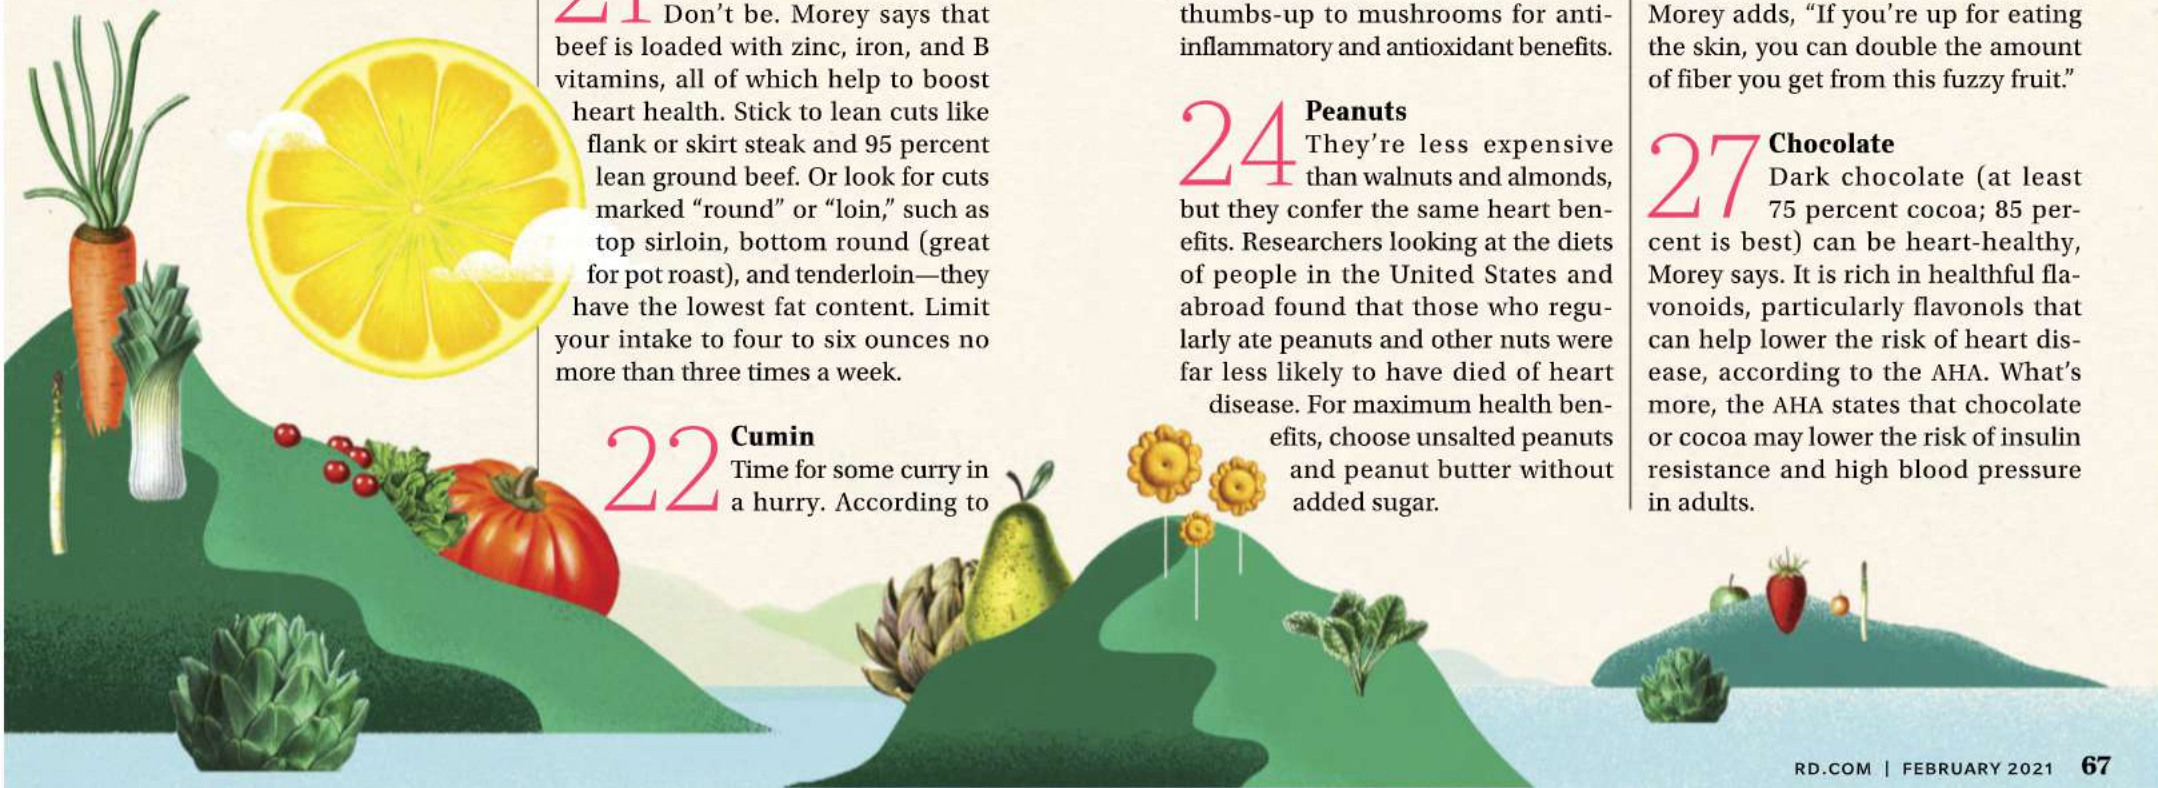 21 Don’t be. Morey says that
beef is loaded with zinc, iron, and B
vitamins, all of which help to boost
heart health. Stick to lean cuts like
flank or skirt steak and 95 percent
lean ground beef. Or look for cuts
marked “round” or “loin,” such as
top sirloin, bottom round (great
for pot roast), and tenderloin—they
have the lowest fat content. Limit
your intake to four to six ounces no
more than three times a week.
22 Cumin
Time for some curry in
a hurry. According to
thumbs-up to mushrooms for anti-
inflammatory and antioxidant benefits.
24 Peanuts
They’re less expensive
than walnuts and almonds,
but they confer the same heart ben-
efits. Researchers looking at the diets
of people in the United States and
abroad found that those who regu-
larly ate peanuts and other nuts were
far less likely to have died of heart
disease. For maximum health ben-
efits, choose unsalted peanuts
and peanut butter without
added sugar.
Morey adds, “If you’re up for eating
the skin, you can double the amount
of fiber you get from this fuzzy fruit.”
27 Chocolate
Dark chocolate (at least
75 percent cocoa; 85 per-
cent is best) can be heart-healthy,
Morey says. It is rich in healthful fla-
vonoids, particularly flavonols that
can help lower the risk of heart dis-
ease, according to the AHA. What’s
more, the AHA states that chocolate
or cocoa may lower the risk of insulin
resistance and high blood pressure
in adults.
RD.COM | FEBRUARY 2021 67